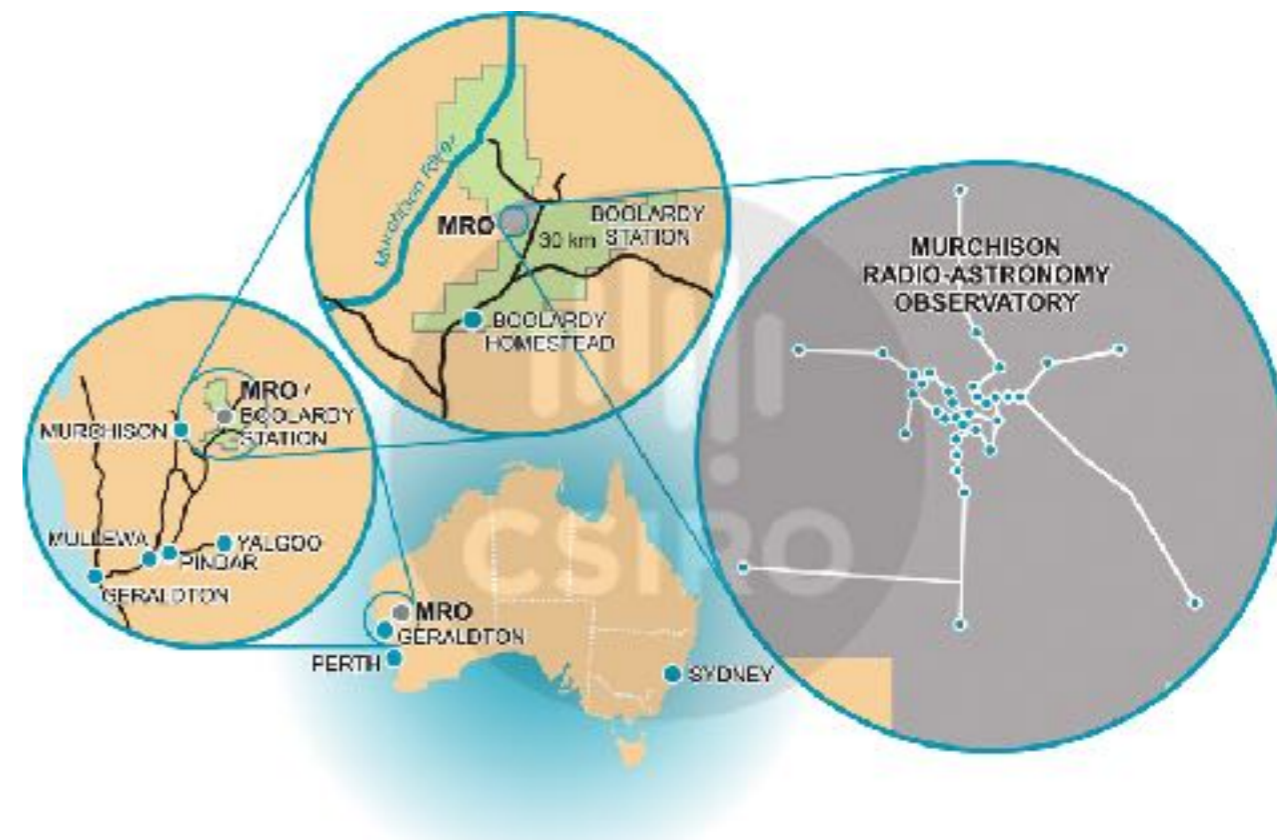 Murchison River
MRO
30 km
BOOLARDY
STATION
BOOLARDY
HOMESTEAD
MURCHISON
RADIO-ASTRONOMY
OBSERVATORY
MRO /
BOOLARDY
STATION
MURCHISON
MULLEWA
PINDAR
YALGOO
GERALDTON
CSIRO
MRO
GERALDTON
PERTH
SYDNEY